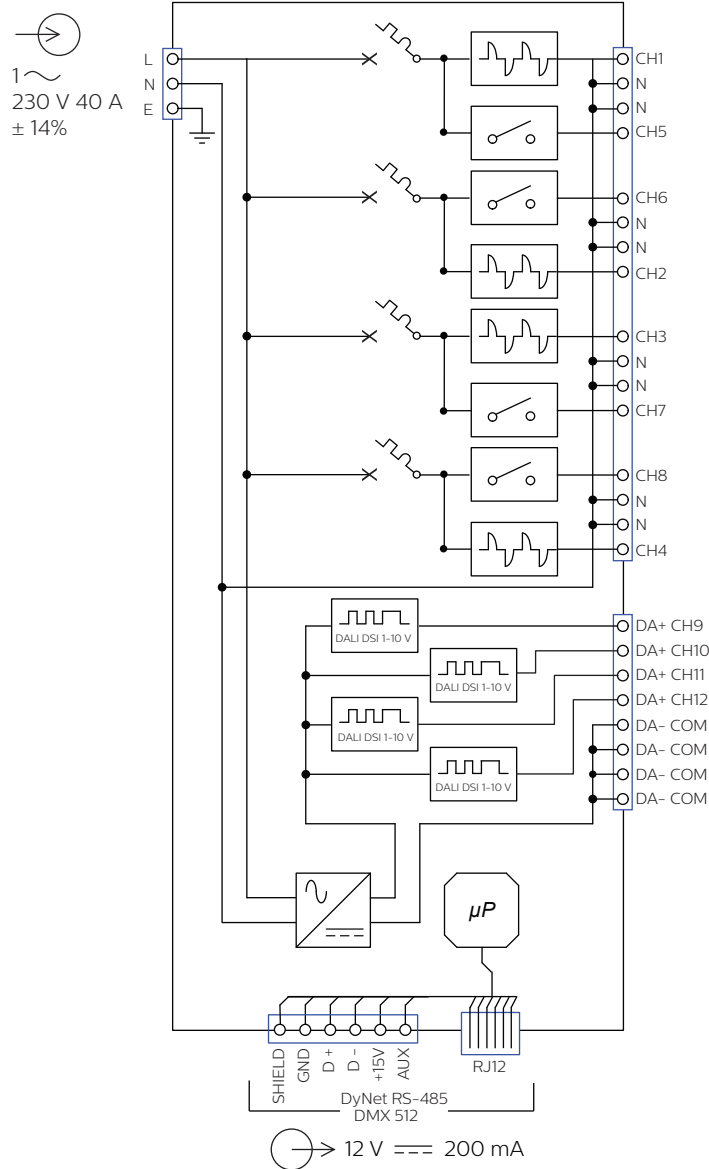 1
230 V 40 A
± 14%
L
N
E
CH1
N
N
CH5
CH6
N
N
CH2
CH3
N
N
CH7
CH8
N
N
CH4
DALI DSI 1-10 V
DALI DSI 1-10 V
DALI DSI 1-10 V
DALI DSI 1-10 V
DA+ CH9
DA+ CH10
DA+ CH11
DA+ CH12
DA- COM
DA- COM
DA- COM
DA- COM
µP
SHIELD
GND
D +
D -
+15V
AUX
RJ12
DyNet RS-485
DMX 512
12 V 200 mA